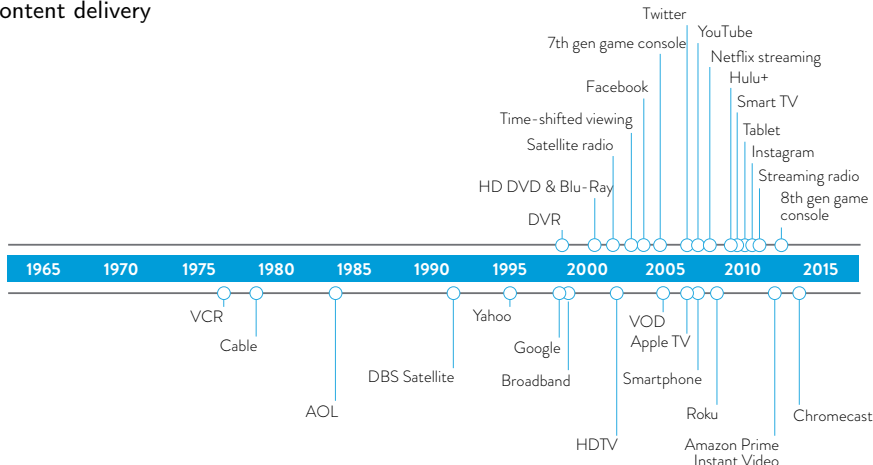 ontent delivery
Twitter
YouTube
7th gen game console
Netflix streaming
Hulu+
Facebook
Smart TV
Time-shifted viewing
Tablet
Satellite radio
Instagram
Streaming radio
HD DVD & Blu-Ray
8th gen game
console
DVR
1965 1970 1975 1980 1985 1990 1995 2000 2005 2010 2015
VCR
Yahoo
VOD
Cable
Google
Apple TV
DBS Satellite
Broadband
Smartphone
AOL
Roku
Chromecast
HDTV
Amazon Prime
Instant Video